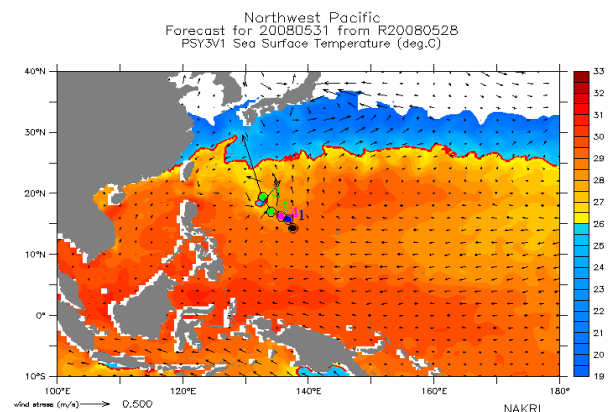 Northwest Pacific
Forecast for 20080531 from R20080528
PSY3V1 Sea Surface Temperature (deg.C)
40°N
30°N
20°N
10°N
0°
10°S
100°E
120°E
140°E
160°E
180°
33
32
31
30
29
28
27
26
25
24
23
22
21
20
19
1
wind stress (m/s)
0.500
NAKRI